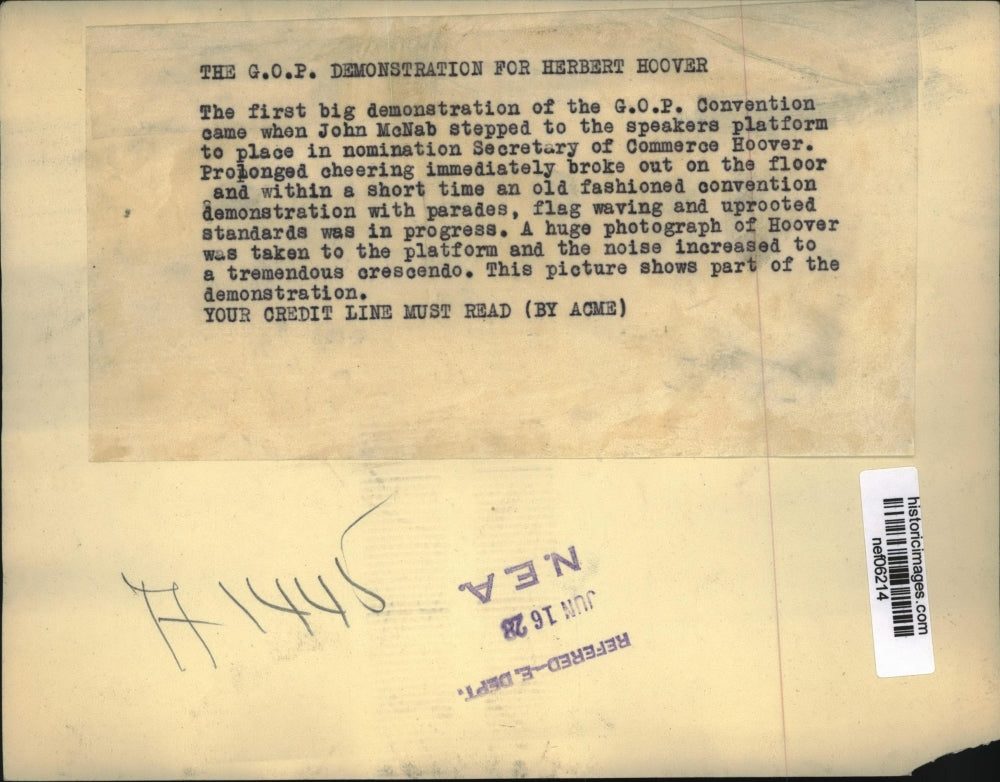 THE G.O.P. DEMONSTRATION FOR HERBERT HOOVER
The first big demonstration of the G.O.P. Convention
came when John McNab stepped to the speakers platform
to place in nomination Secretary of Commerce Hoover.
Prolonged cheering immediately broke out on the floor
and within a short time an old fashioned convention
demonstration with parades, flag waving and uprooted
standards was in progress. A huge photograph of Hoover
was taken to the platform and the noise increased to
a tremendous crescendo. This picture shows part of the
demonstration.
YOUR CREDIT LINE MUST READ (BY ACME)
historicimages.com
nef06214
H1445
N.E.A.
JUN 16 28
REFERED-E. DEPT.